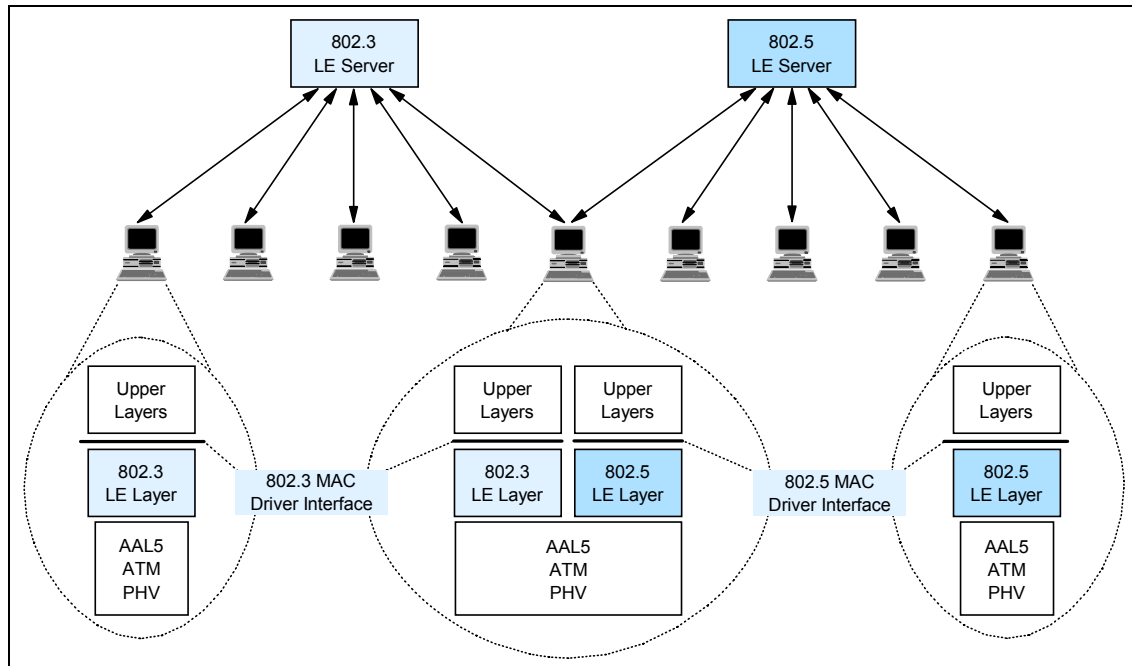 802.3
LE Server
802.5
LE Server
Upper
Layers
Upper
Layers
Upper
Layers
Upper
Layers
802.3
LE Layer
802.3 MAC
Driver Interface
802.3
LE Layer
802.5
LE Layer
802.5 MAC
Driver Interface
802.5
LE Layer
AAL5
ATM
PHV
AAL5
ATM
PHV
AAL5
ATM
PHV